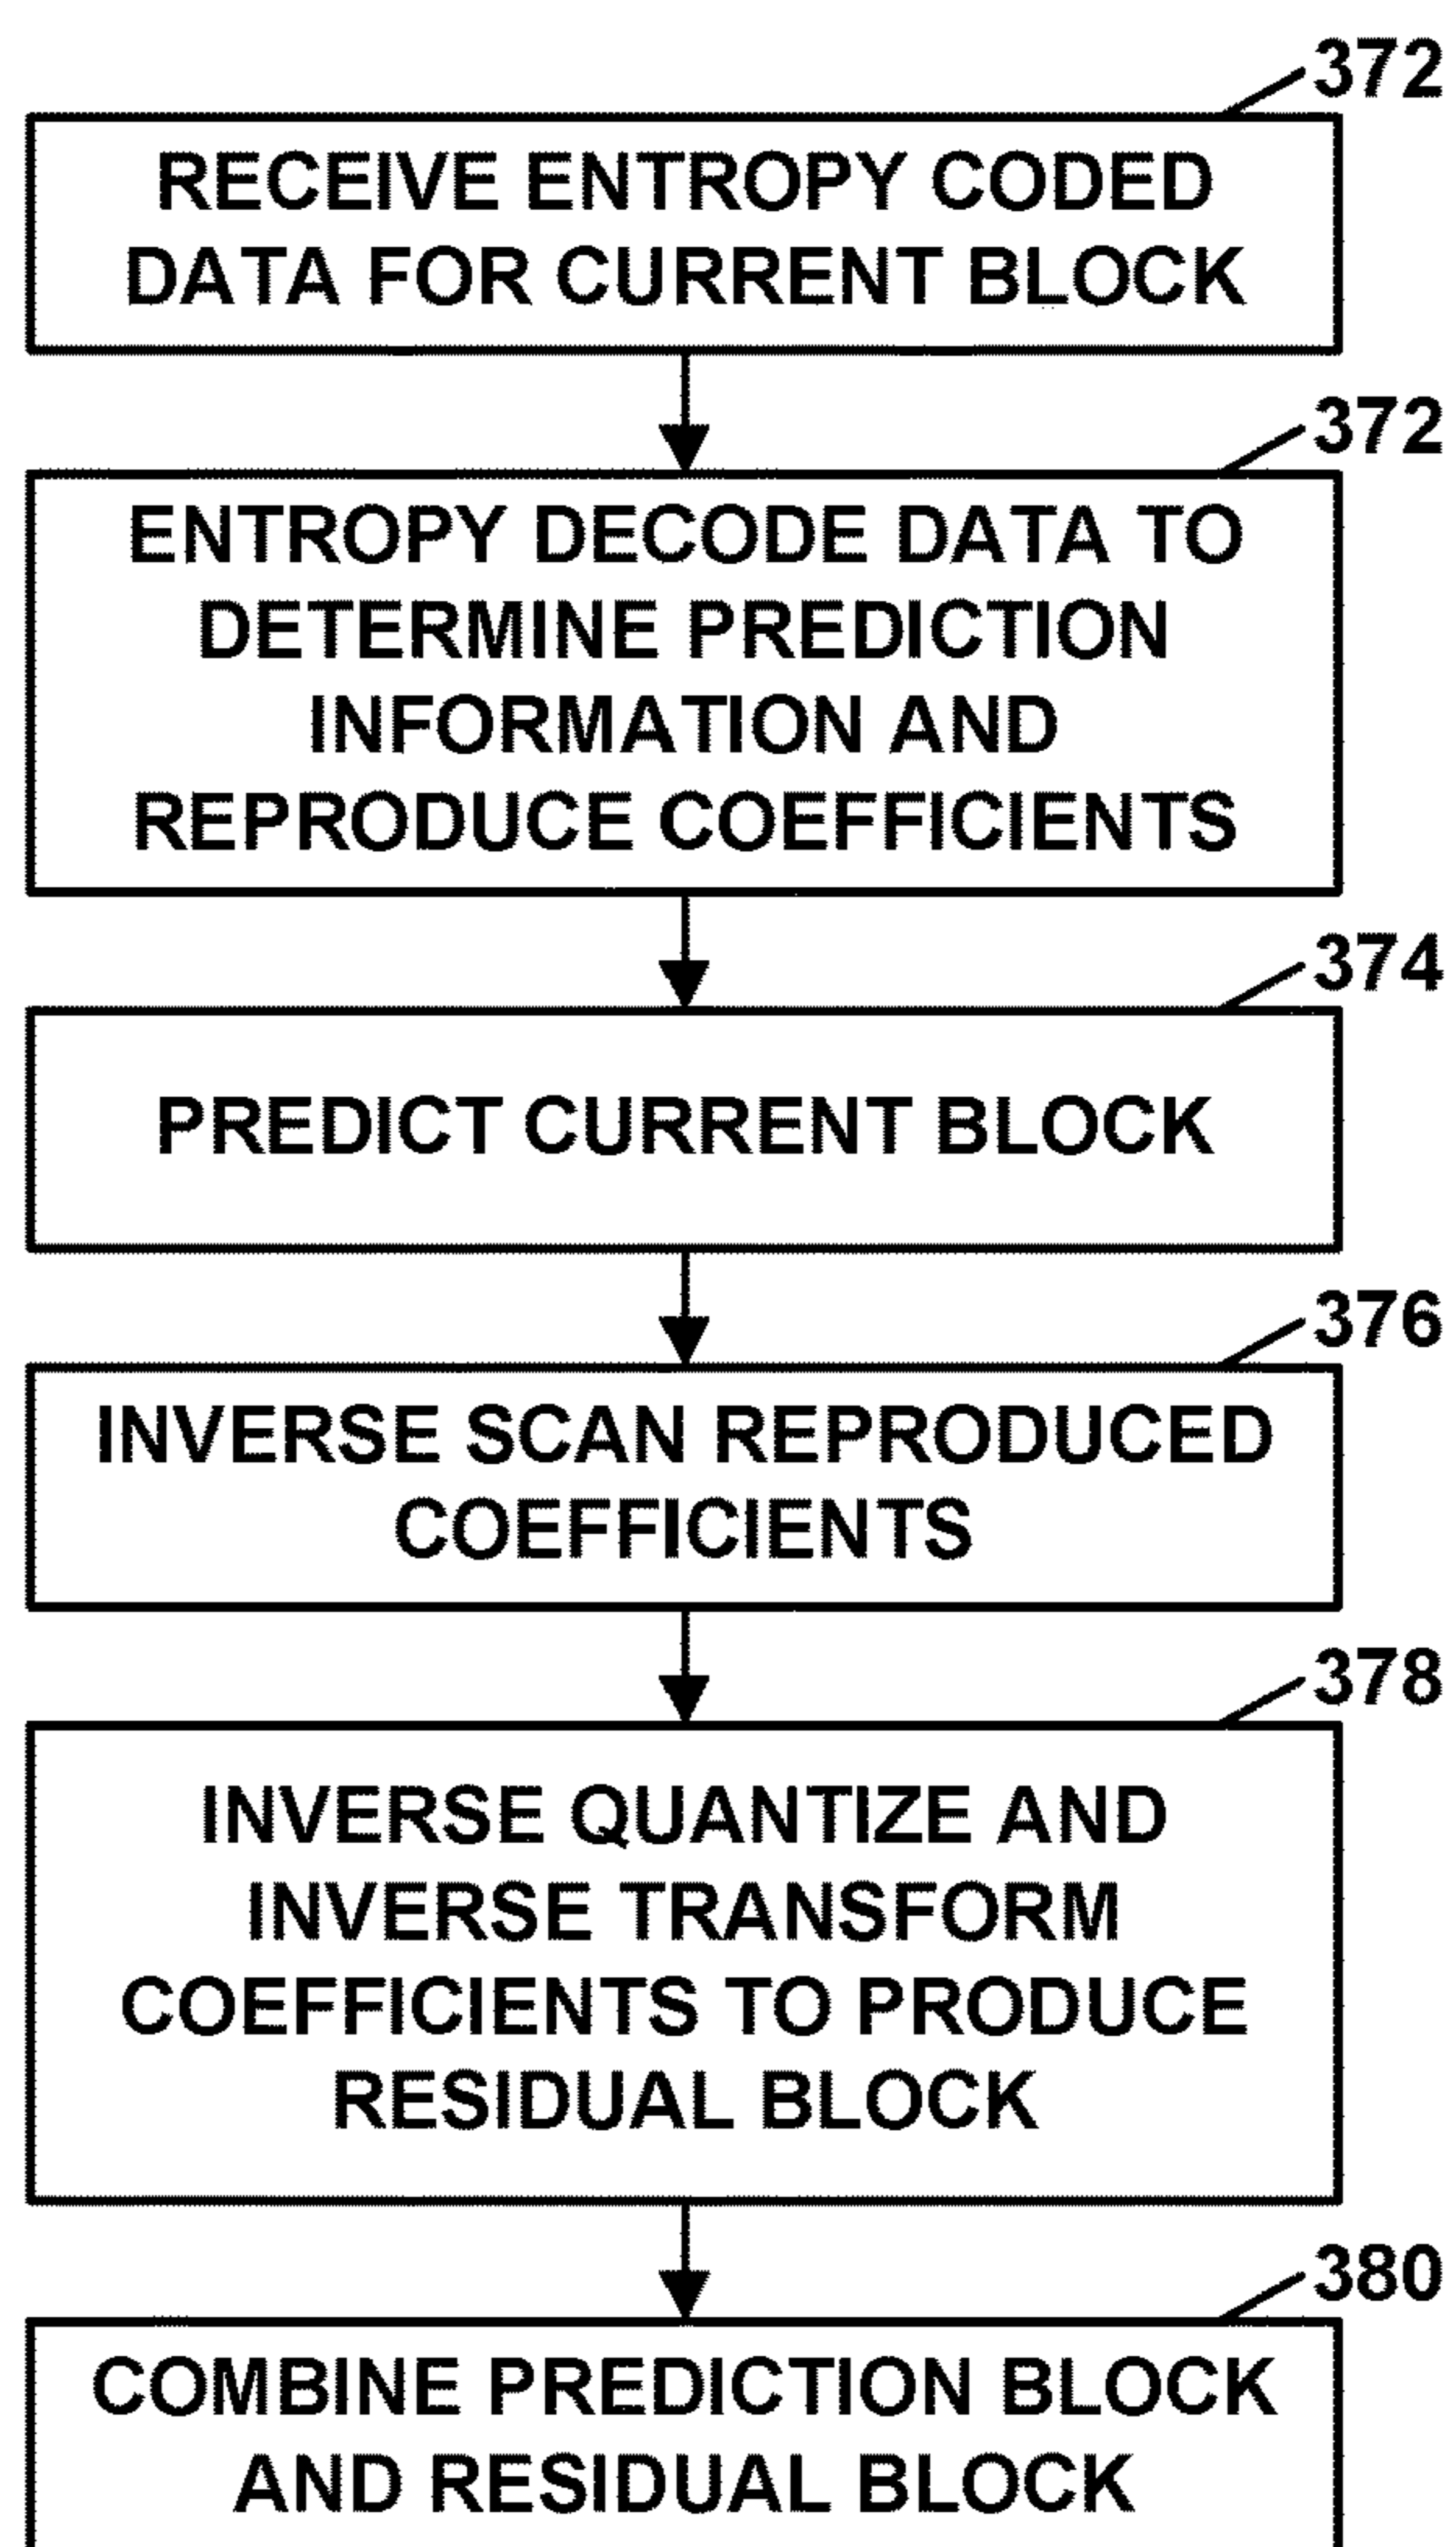 372
RECEIVE ENTROPY CODED
DATA FOR CURRENT BLOCK
372
ENTROPY DECODE DATA TO
DETERMINE PREDICTION
INFORMATION AND
REPRODUCE COEFFICIENTS
374
PREDICT CURRENT BLOCK
376
INVERSE SCAN REPRODUCED
COEFFICIENTS
378
INVERSE QUANTIZE AND
INVERSE TRANSFORM
COEFFICIENTS TO PRODUCE
RESIDUAL BLOCK
380
COMBINE PREDICTION BLOCK
AND RESIDUAL BLOCK